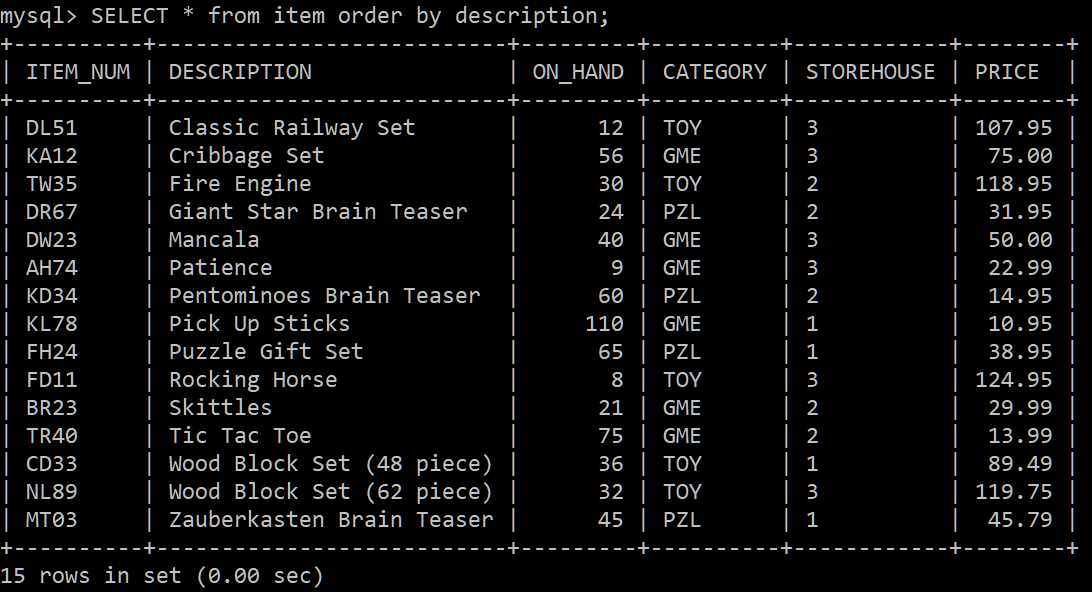 mysql> SELECT * from item order by description;
+----------+---------------------------+---------+----------+------------+--------+
| ITEM_NUM | DESCRIPTION               | ON_HAND | CATEGORY | STOREHOUSE | PRICE  |
+----------+---------------------------+---------+----------+------------+--------+
| DL51     | Classic Railway Set       |      12 | TOY      | 3          | 107.95 |
| KA12     | Cribbage Set              |      56 | GME      | 3          |  75.00 |
| TW35     | Fire Engine               |      30 | TOY      | 2          | 118.95 |
| DR67     | Giant Star Brain Teaser   |      24 | PZL      | 2          |  31.95 |
| DW23     | Mancala                   |      40 | GME      | 3          |  50.00 |
| AH74     | Patience                  |       9 | GME      | 3          |  22.99 |
| KD34     | Pentominoes Brain Teaser  |      60 | PZL      | 2          |  14.95 |
| KL78     | Pick Up Sticks            |     110 | GME      | 1          |  10.95 |
| FH24     | Puzzle Gift Set           |      65 | PZL      | 1          |  38.95 |
| FD11     | Rocking Horse             |       8 | TOY      | 3          | 124.95 |
| BR23     | Skittles                  |      21 | GME      | 2          |  29.99 |
| TR40     | Tic Tac Toe               |      75 | GME      | 2          |  13.99 |
| CD33     | Wood Block Set (48 piece) |      36 | TOY      | 1          |  89.49 |
| NL89     | Wood Block Set (62 piece) |      32 | TOY      | 3          | 119.75 |
| MT03     | Zauberkasten Brain Teaser |      45 | PZL      | 1          |  45.79 |
+----------+---------------------------+---------+----------+------------+--------+
15 rows in set (0.00 sec)